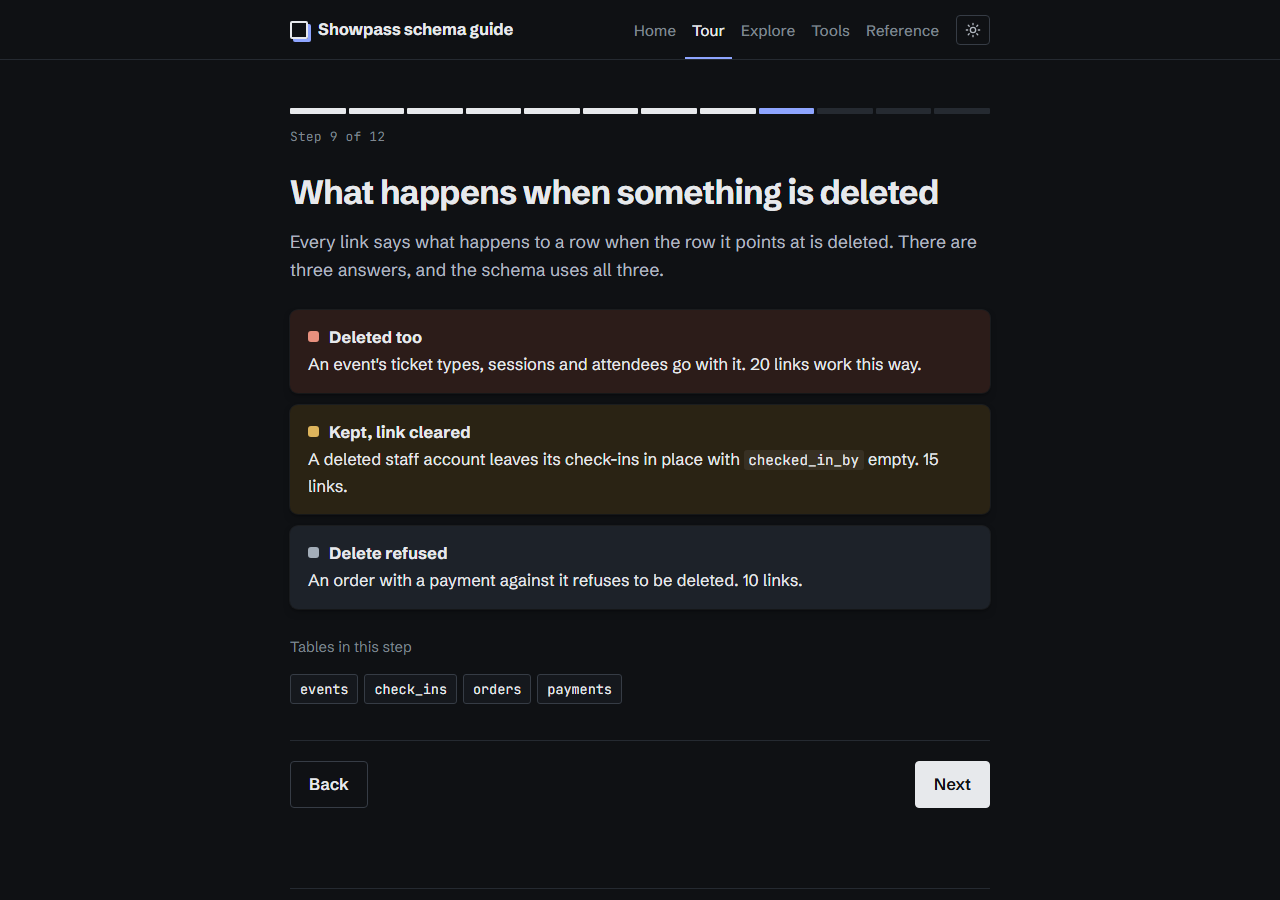 Showpass schema guide
Home Tour Explore Tools Reference
Step 9 of 12
What happens when something is deleted
Every link says what happens to a row when the row it points at is deleted. There are
three answers, and the schema uses all three.
Deleted too
An event's ticket types, sessions and attendees go with it. 20 links work this way.
Kept, link cleared
A deleted staff account leaves its check-ins in place with checked_in_by empty. 15
links.
Delete refused
An order with a payment against it refuses to be deleted. 10 links.
Tables in this step
events check_ins orders payments
Back Next